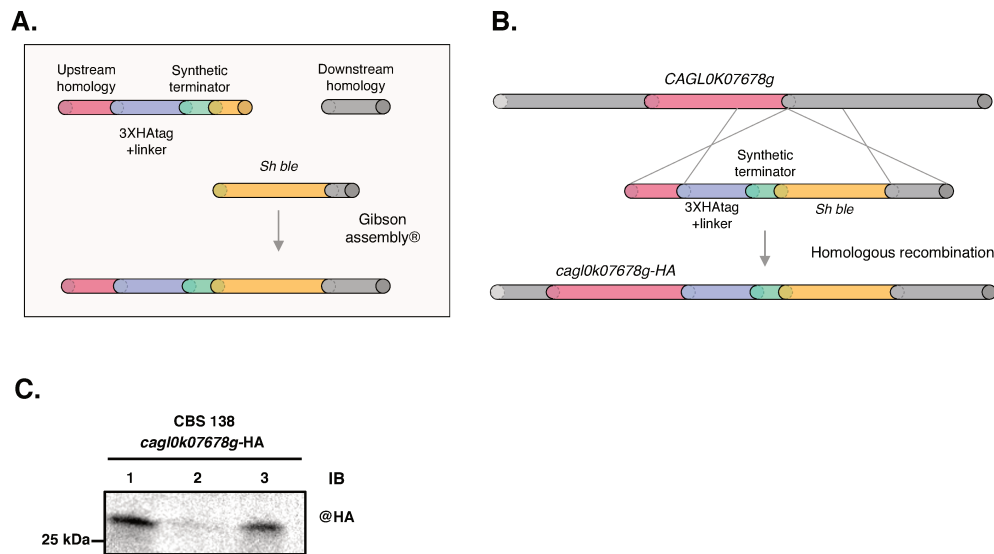 A.
Upstream
homology
Synthetic
terminator
Downstream
homology
3XHAtag
+linker
Sh ble
Gibson
assembly®
B.
CAGL0K07678g
Synthetic
terminator
3XHAtag
+linker
Sh ble
Homologous recombination
cagl0k07678g-HA
C.
CBS 138
cagl0k07678g-HA
1 2 3 IB
@HA
25 kDa